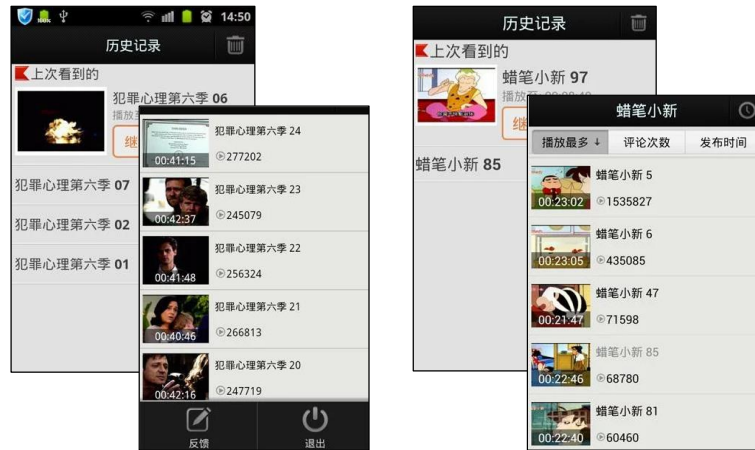 14:50
历史记录
上次看到的
犯罪心理第六季 06
播放至
继
犯罪心理第六季 07
犯罪心理第六季 02
犯罪心理第六季 01
00:41:15
犯罪心理第六季 24
277202
00:42:37
犯罪心理第六季 23
245079
00:41:48
犯罪心理第六季 22
256324
00:40:46
犯罪心理第六季 21
266813
00:42:16
犯罪心理第六季 20
247719
反馈
退出
历史记录
上次看到的
蜡笔小新 97
继
蜡笔小新 85
蜡笔小新
播放最多↓ 评论次数 发布时间
00:23:02
蜡笔小新 5
1535827
00:23:05
蜡笔小新 6
435085
00:21:47
蜡笔小新 47
71598
00:22:46
蜡笔小新 85
68780
00:22:40
蜡笔小新 81
60460